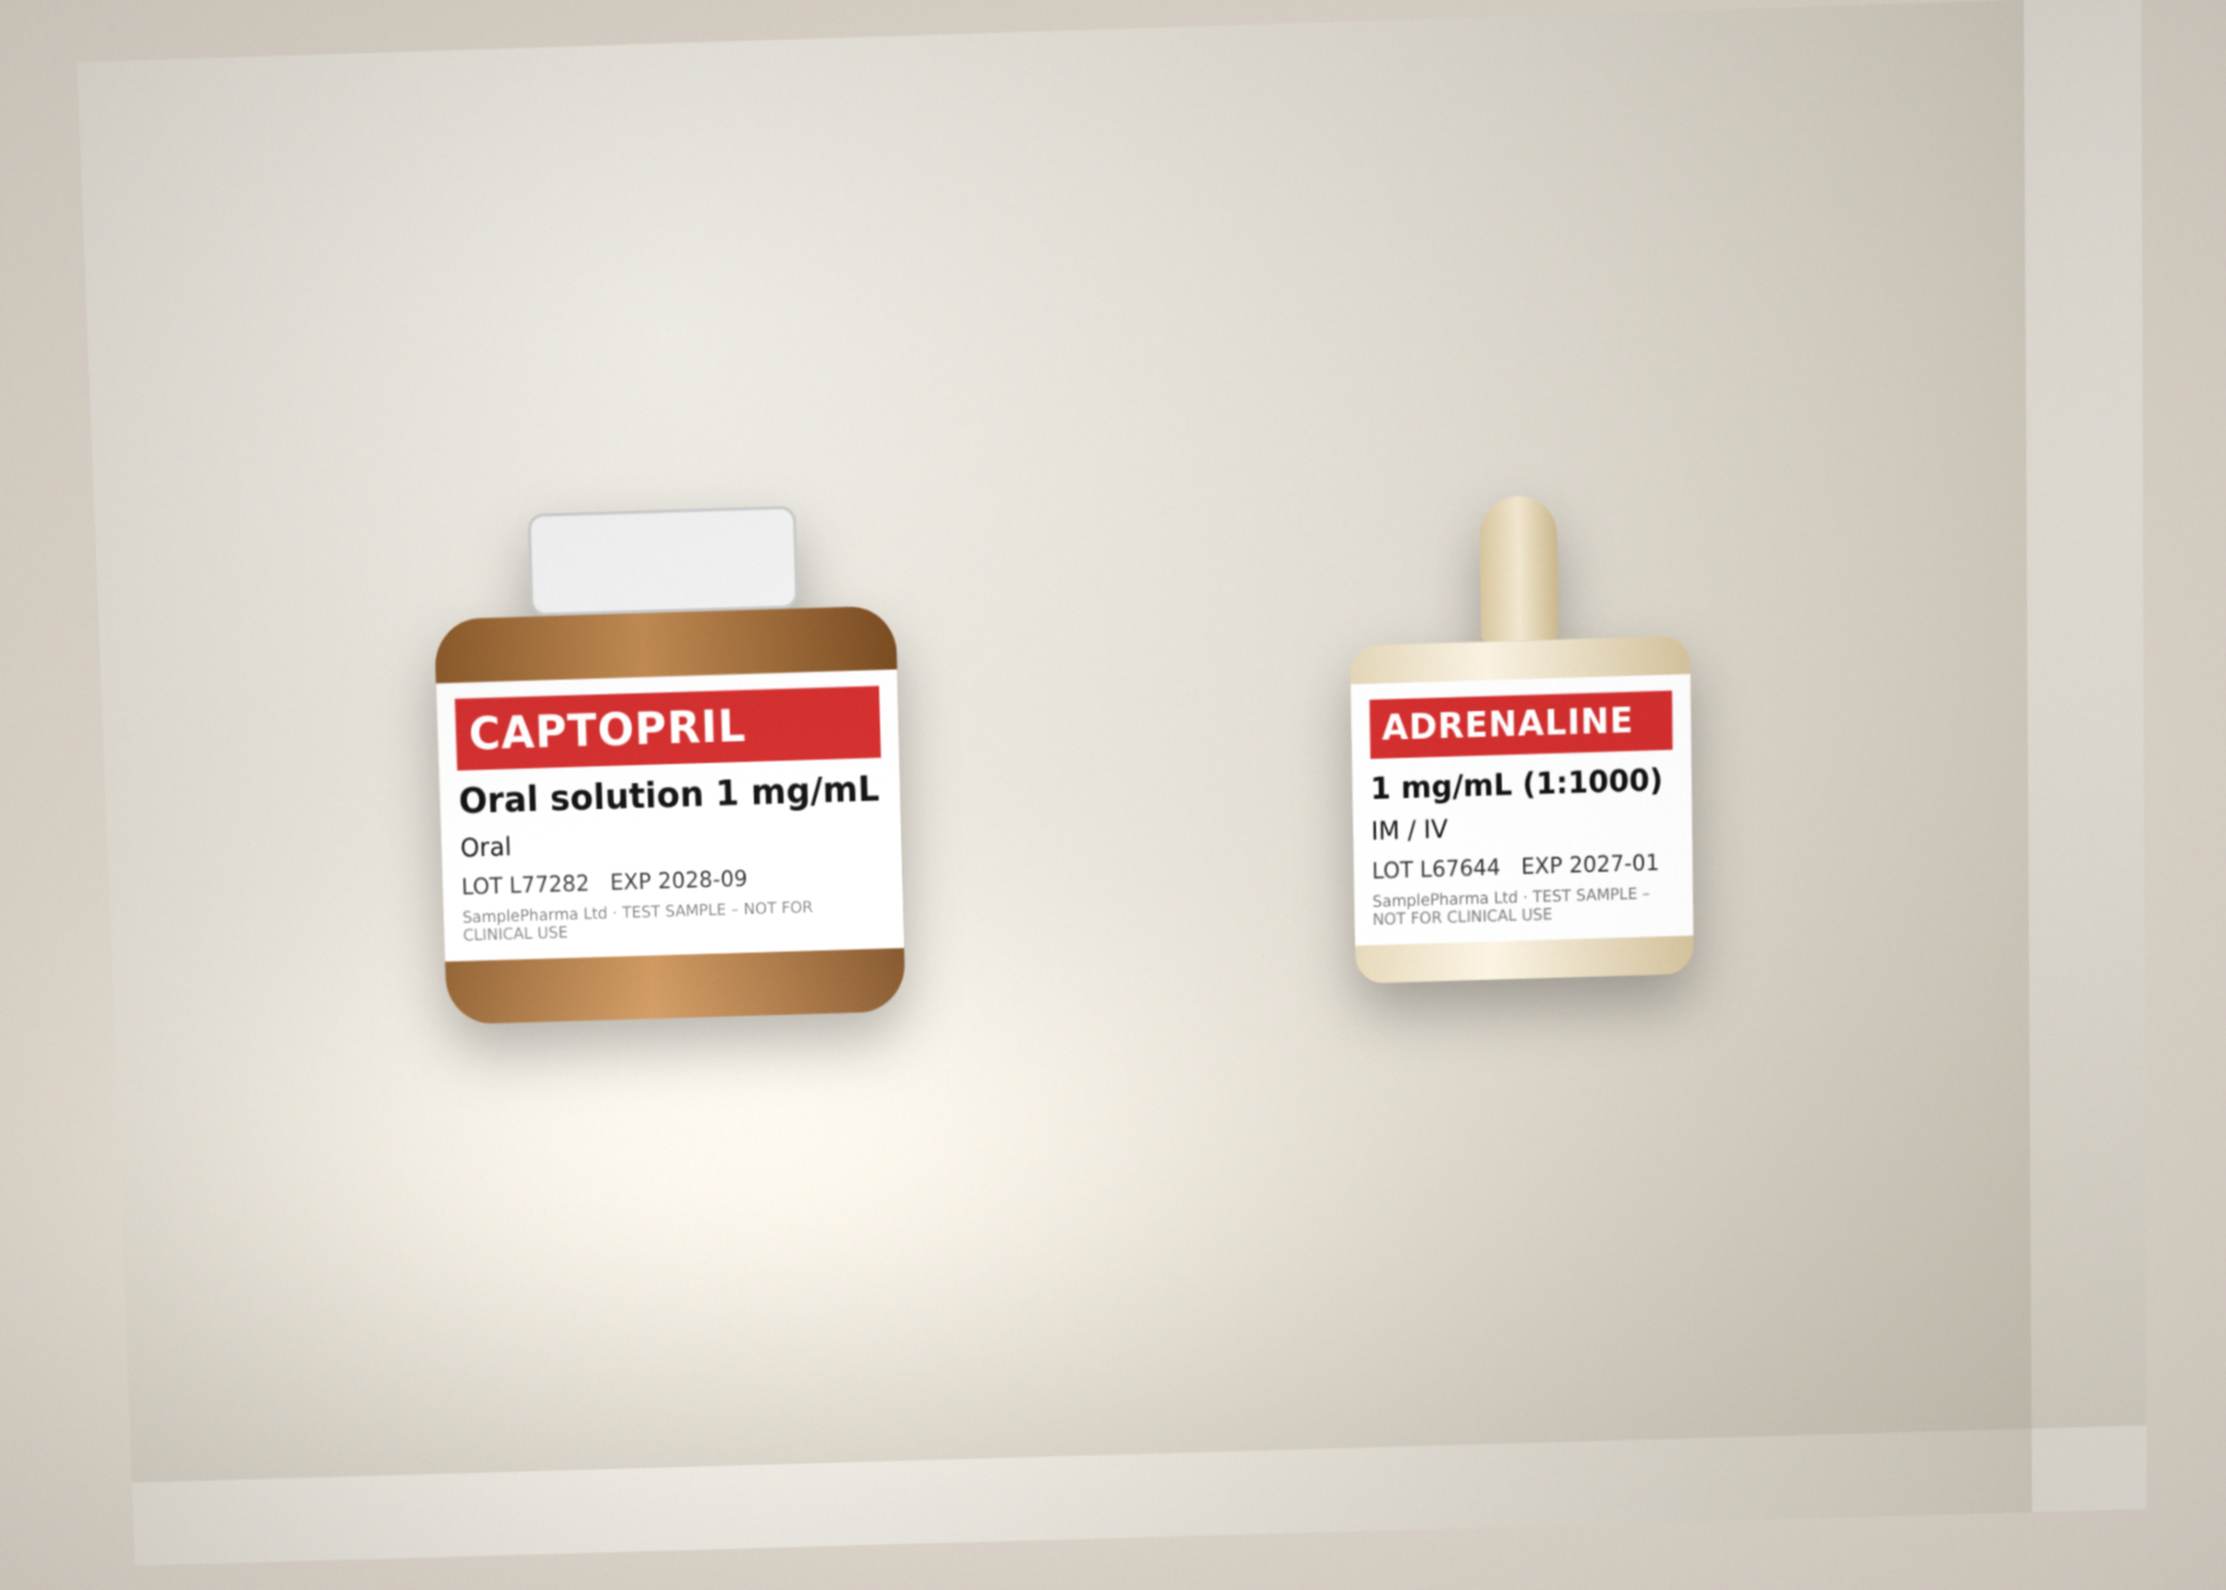 CAPTOPRIL
Oral solution 1 mg/mL
Oral
LOT L77282 EXP 2028-09
SamplePharma Ltd · TEST SAMPLE – NOT FOR
CLINICAL USE
ADRENALINE
1 mg/mL (1:1000)
IM / IV
LOT L67644 EXP 2027-01
SamplePharma Ltd · TEST SAMPLE –
NOT FOR CLINICAL USE